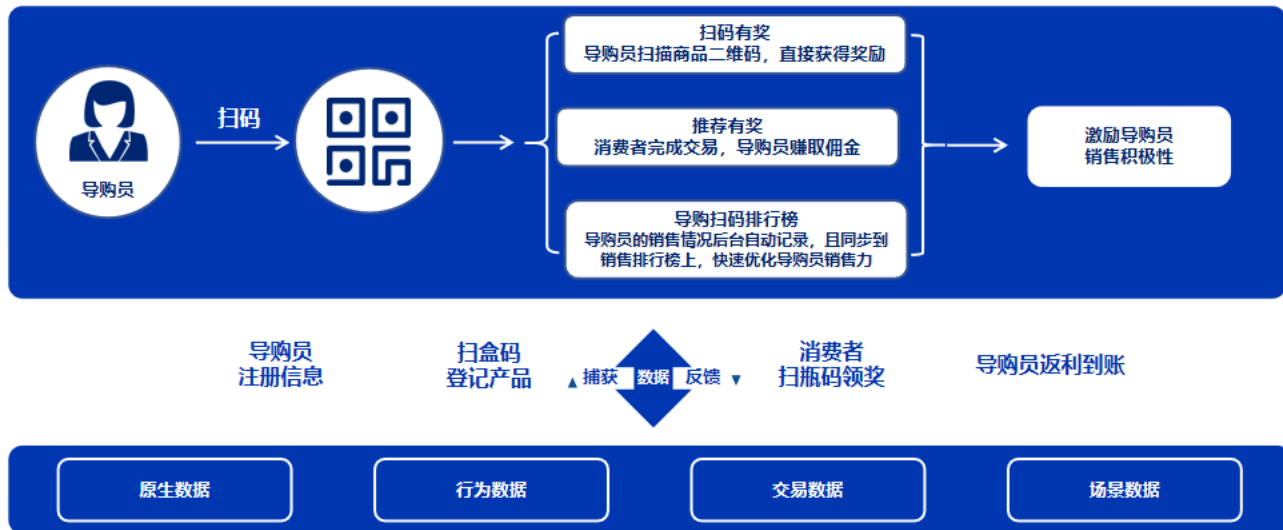 导购员
扫码
扫码有奖
导购员扫描商品二维码，直接获得奖励
推荐有奖
消费者完成交易，导购员赚取佣金
导购扫码排行榜
导购员的销售情况后台自动记录，且同步到
销售排行榜上，快速优化导购员销售力
激励导购员
销售积极性
导购员
注册信息
扫盒码
登记产品
▲捕获
数据
反馈▼
消费者
扫瓶码领奖
导购员返利到账
原生数据
行为数据
交易数据
场景数据